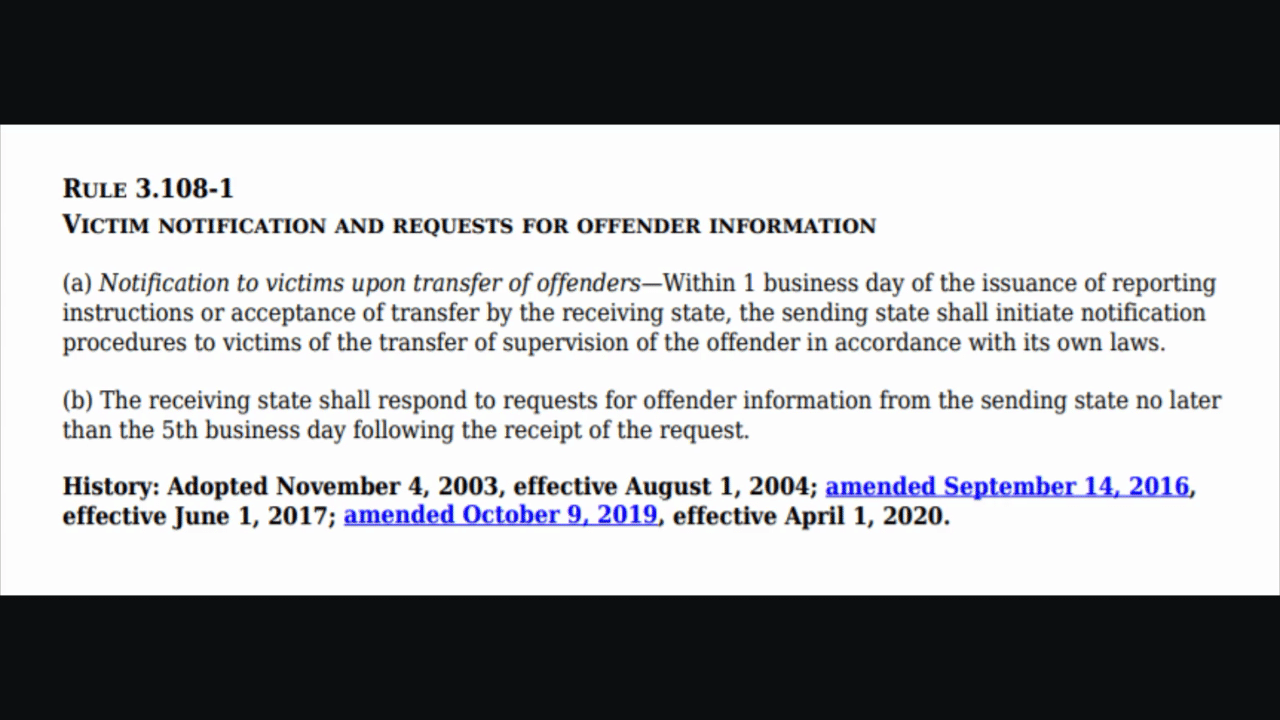 RULE 3.108-1
VICTIM NOTIFICATION AND REQUESTS FOR OFFENDER INFORMATION
(a) Notification to victims upon transfer of offenders—Within 1 business day of the issuance of reporting
instructions or acceptance of transfer by the receiving state, the sending state shall initiate notification
procedures to victims of the transfer of supervision of the offender in accordance with its own laws.
(b) The receiving state shall respond to requests for offender information from the sending state no later
than the 5th business day following the receipt of the request.
History: Adopted November 4, 2003, effective August 1, 2004; amended September 14, 2016,
effective June 1, 2017; amended October 9, 2019, effective April 1, 2020.